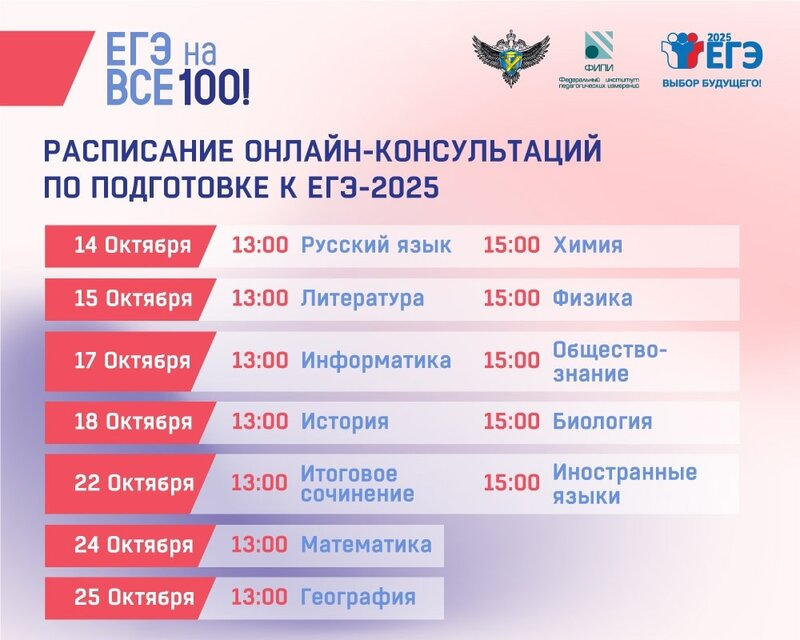 ЕГЭ на
ВСЕ100!
ФИПИ
Федеральный институт
педагогических измерений
2025
ЕГЭ
ВЫБОР БУДУЩЕГО!
РАСПИСАНИЕ ОНЛАЙН-КОНСУЛЬТАЦИЙ
ПО ПОДГОТОВКЕ К ЕГЭ-2025
14 Октября 13:00 Русский язык 15:00 Химия
15 Октября 13:00 Литература 15:00 Физика
17 Октября 13:00 Информатика 15:00 Общество-
знание
18 Октября 13:00 История 15:00 Биология
22 Октября 13:00 Итоговое
сочинение
15:00 Иностранные
языки
24 Октября 13:00 Математика
25 Октября 13:00 География